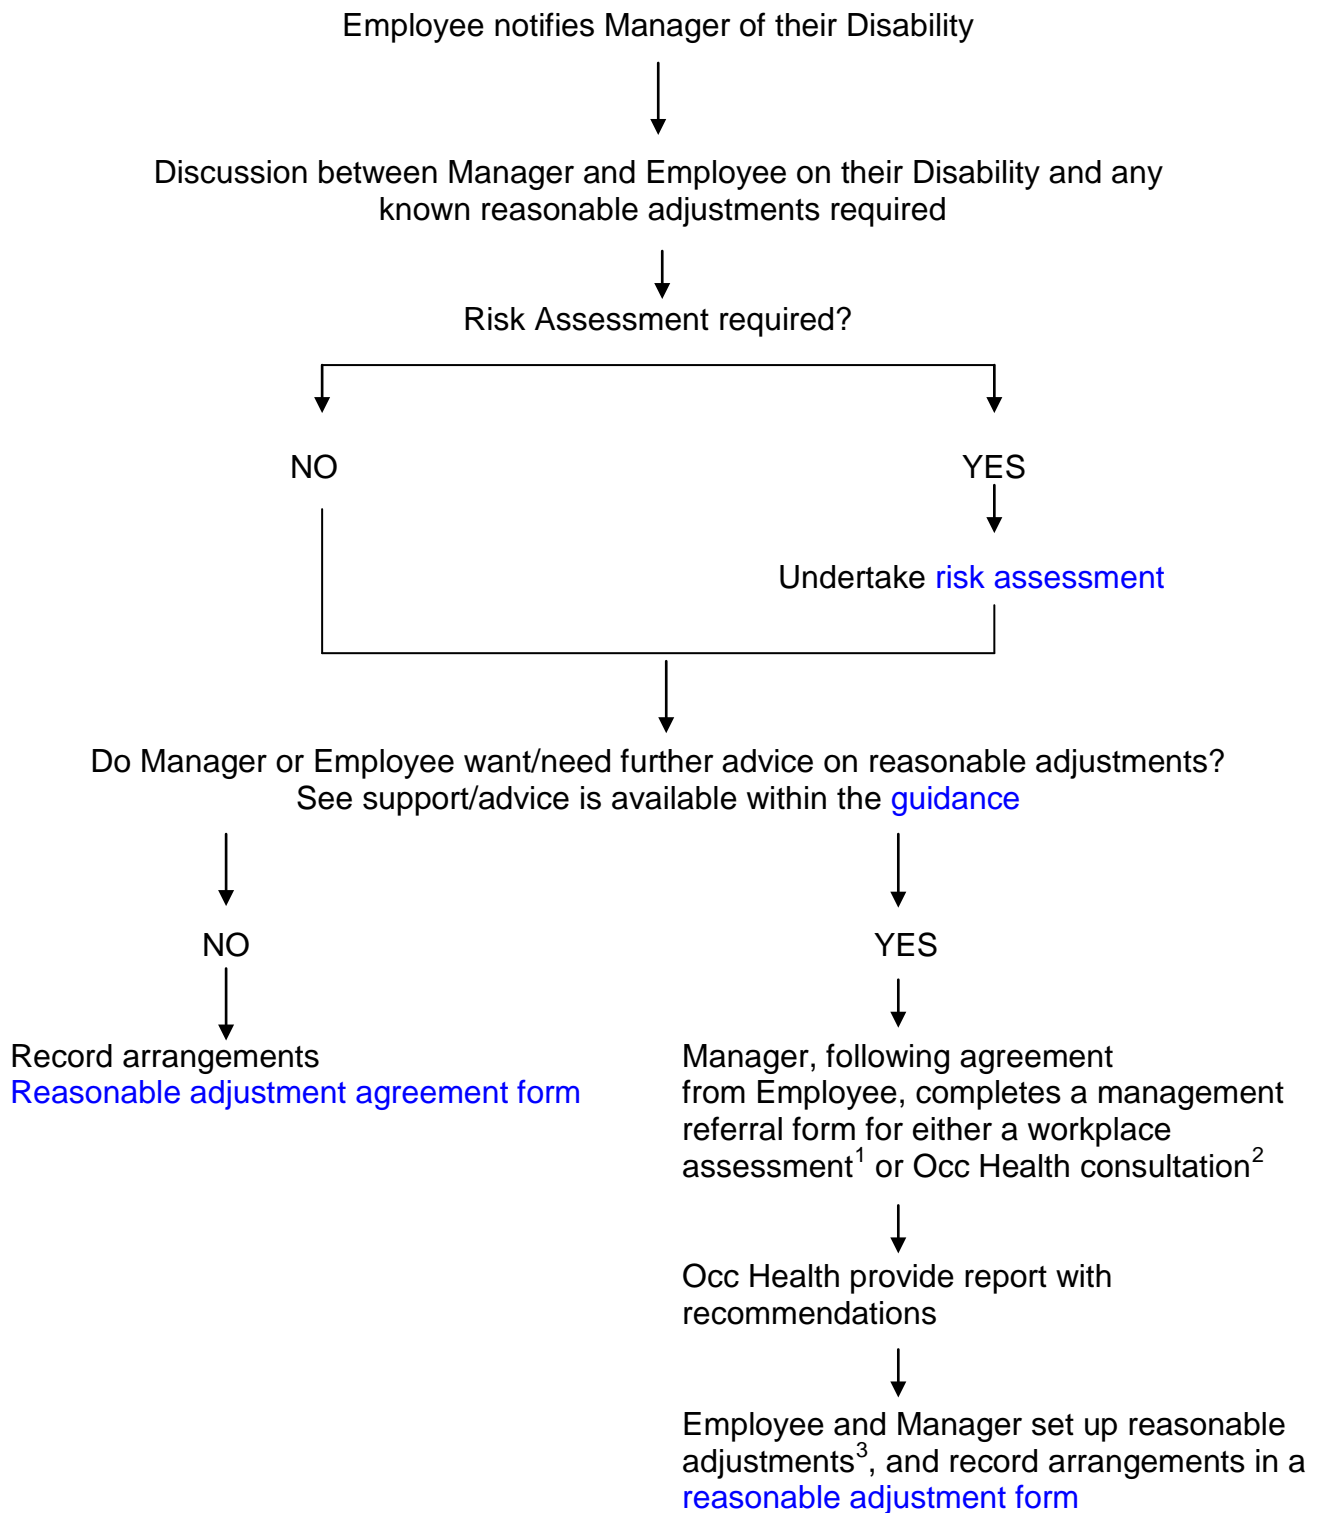 Employee notifies Manager of their Disability
Discussion between Manager and Employee on their Disability and any
known reasonable adjustments required
Risk Assessment required?
NO
YES
Undertake risk assessment
Do Manager or Employee want/need further advice on reasonable adjustments?
See support/advice is available within the guidance
NO
YES
Record arrangements
Reasonable adjustment agreement form
Manager, following agreement
from Employee, completes a management
referral form for either a workplace
assessment¹ or Occ Health consultation²
Occ Health provide report with
recommendations
Employee and Manager set up reasonable
adjustments³, and record arrangements in a
reasonable adjustment form